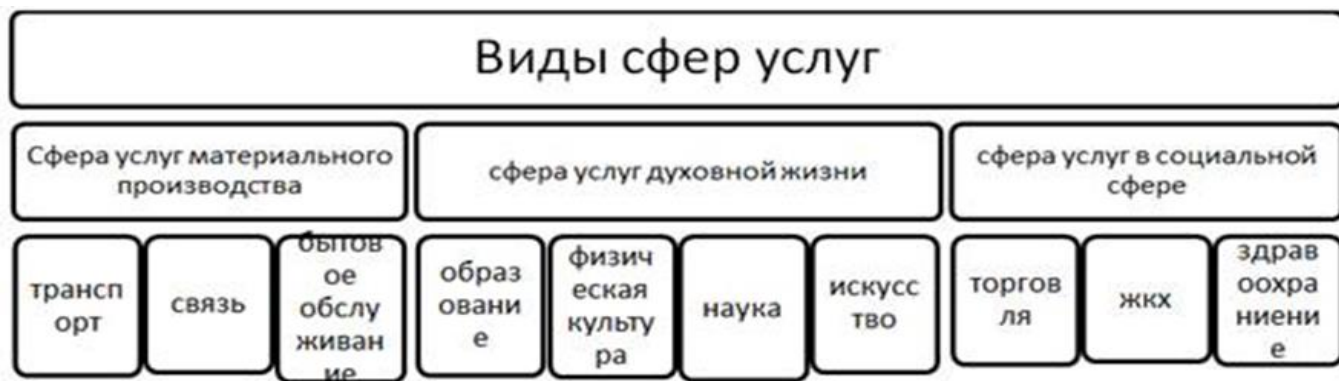 Виды сфер услуг
Сфера услуг материального
производства
сфера услуг духовной жизни
сфера услуг в социальной
сфере
трансп
орт
связь
бытов
ое
обслу
живан
ие
образ
овани
е
физич
еская
культу
ра
наука
искусс
тво
торгов
ля
жкх
здрав
оохра
ниени
е